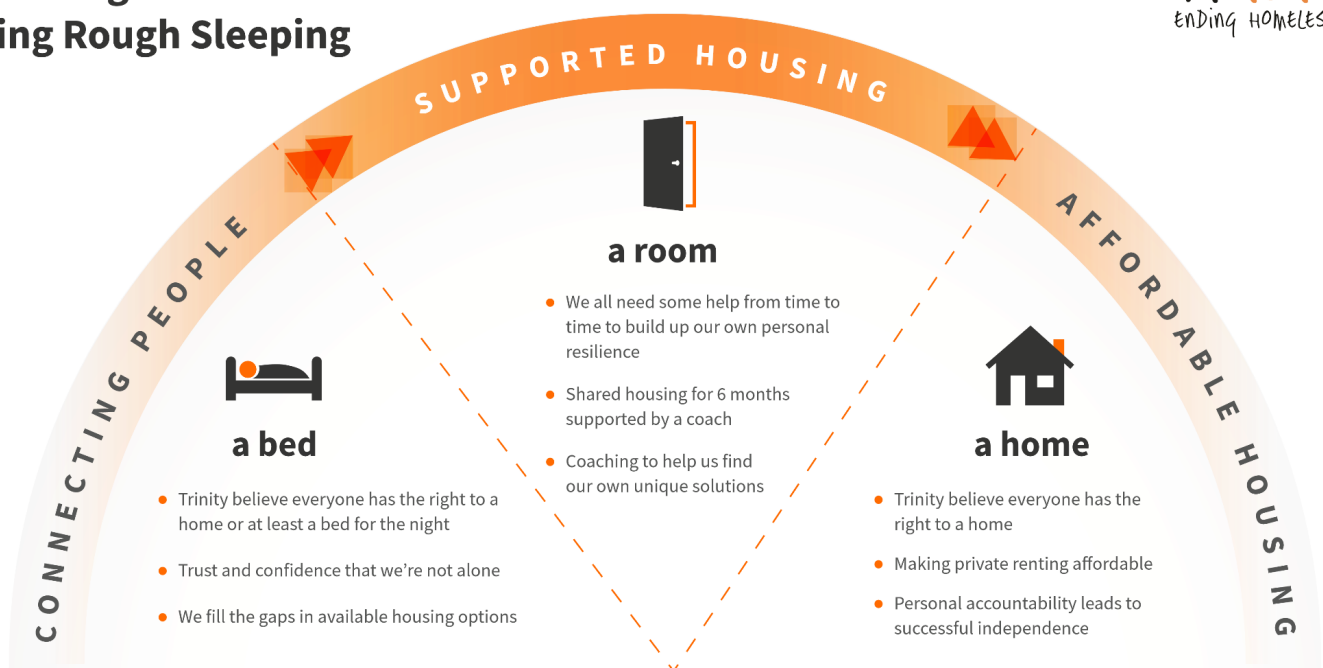 ing Rough Sleeping
ENDING
SUPPORTED HOUSING
CONNECTING PEOPLE
AFFORDABLE HOUSING
a room
We all need some help from time to
time to build up our own personal
resilience
Shared housing for 6 months
supported by a coach
Coaching to help us find
our own unique solutions
a bed
Trinity believe everyone has the right to a
home or at least a bed for the night
Trust and confidence that we’re not alone
We fill the gaps in available housing options
a home
Trinity believe everyone has the
right to a home
Making private renting affordable
Personal accountability leads to
successful independence